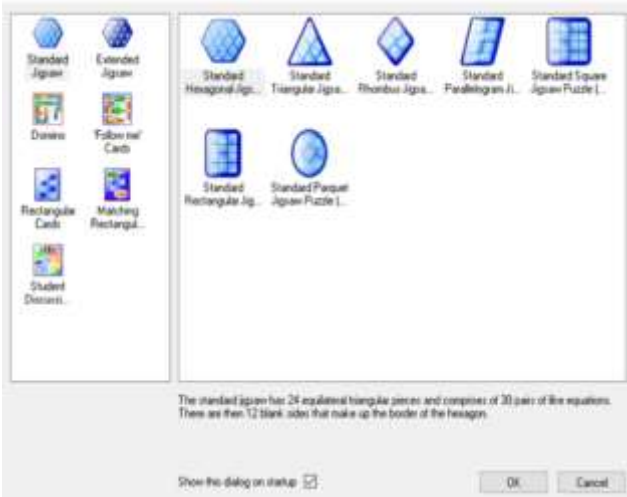 Standard
Jigsaw
Extended
Jigsaw
Domino
'Follow me'
Cards
Rectangular
Cards
Matching
Rectangul...
Student
Discussi...
Standard
Hexagonal Jigs...
Standard
Triangular Jigsa...
Standard
Rhombus Jigsa...
Standard
Parallelogram Ji...
Standard Square
Jigsaw Puzzle (...
Standard
Rectangular Jig...
Standard Parquet
Jigsaw Puzzle (...
The standard jigsaw has 24 equilateral triangular pieces and comprises of 30 pairs of like equations.
There are then 12 blank sides that make up the border of the hexagon.
Show this dialog on startup
OK
Cancel